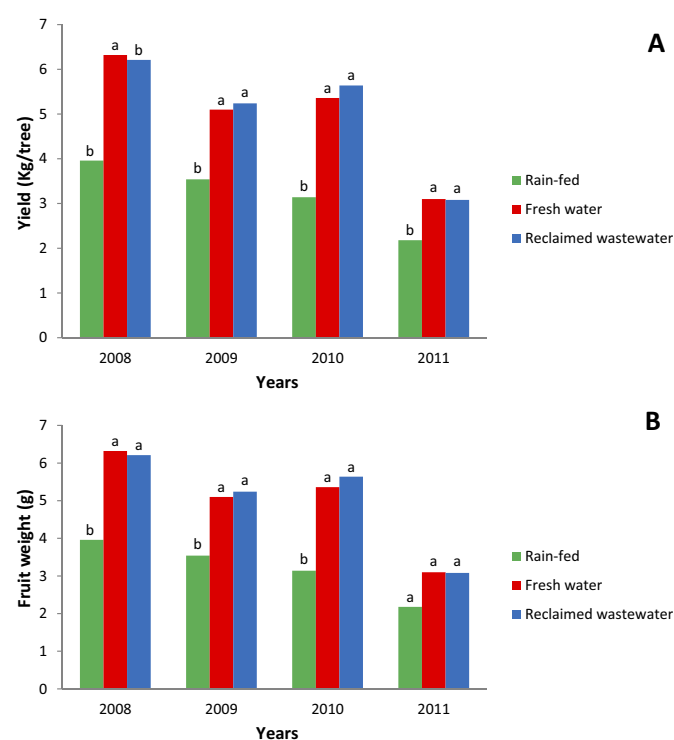 A
7
6
5
4
3
2
1
0
Yield (Kg/tree)
b a b
b a a
b a a
b a a
2008 2009 2010 2011
Years
Rain-fed
Fresh water
Reclaimed wastewater
B
7
6
5
4
3
2
1
0
Fruit weight (g)
b a a
b a a
b a a
a a a
2008 2009 2010 2011
Years
Rain-fed
Fresh water
Reclaimed wastewater